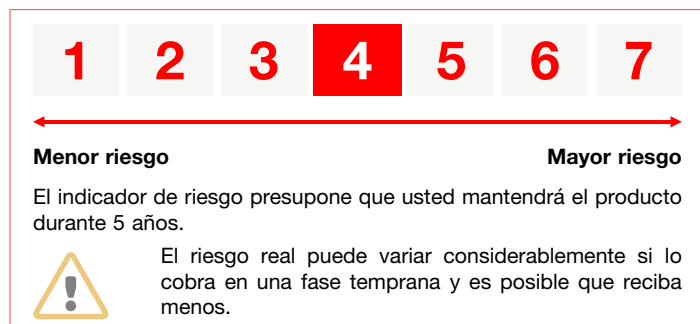 1 2 3 4 5 6 7
Menor riesgo Mayor riesgo
El indicador de riesgo presupone que usted mantendrá el producto
durante 5 años.
El riesgo real puede variar considerablemente si lo
cobra en una fase temprana y es posible que reciba
menos.